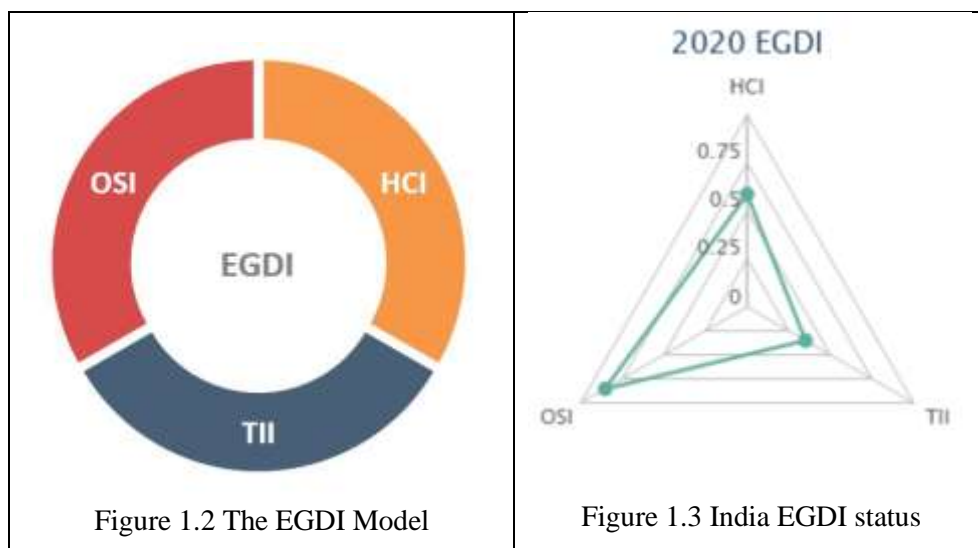 OSI
HCI
EGDI
TII
Figure 1.2 The EGDI Model
2020 EGDI
HCI
0.75
0.5
0.25
0
OSI
TII
Figure 1.3 India EGDI status